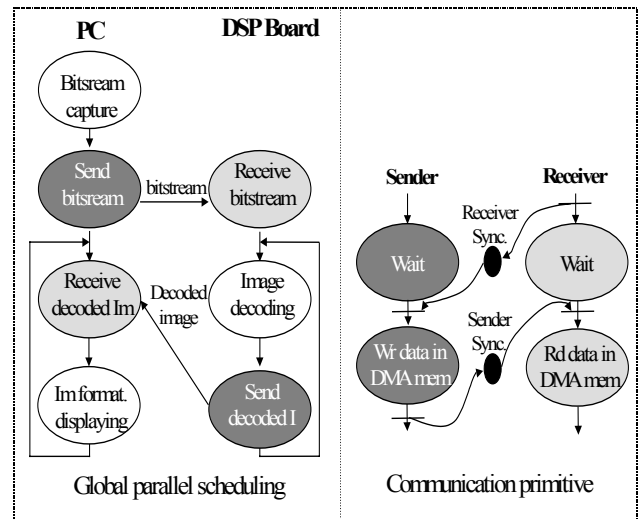 PC
DSP Board
Bitsream
capture
Send
bitsream
bitstream
Receive
bitstream
Receive
decoded Im
Decoded
image
Image
decoding
Im format.
displaying
Send
decoded I
Global parallel scheduling
Sender
Receiver
Receiver
Sync.
Wait
Wait
Sender
Sync.
Wr data in
DMA mem
Rd data in
DMA mem
Communication primitive